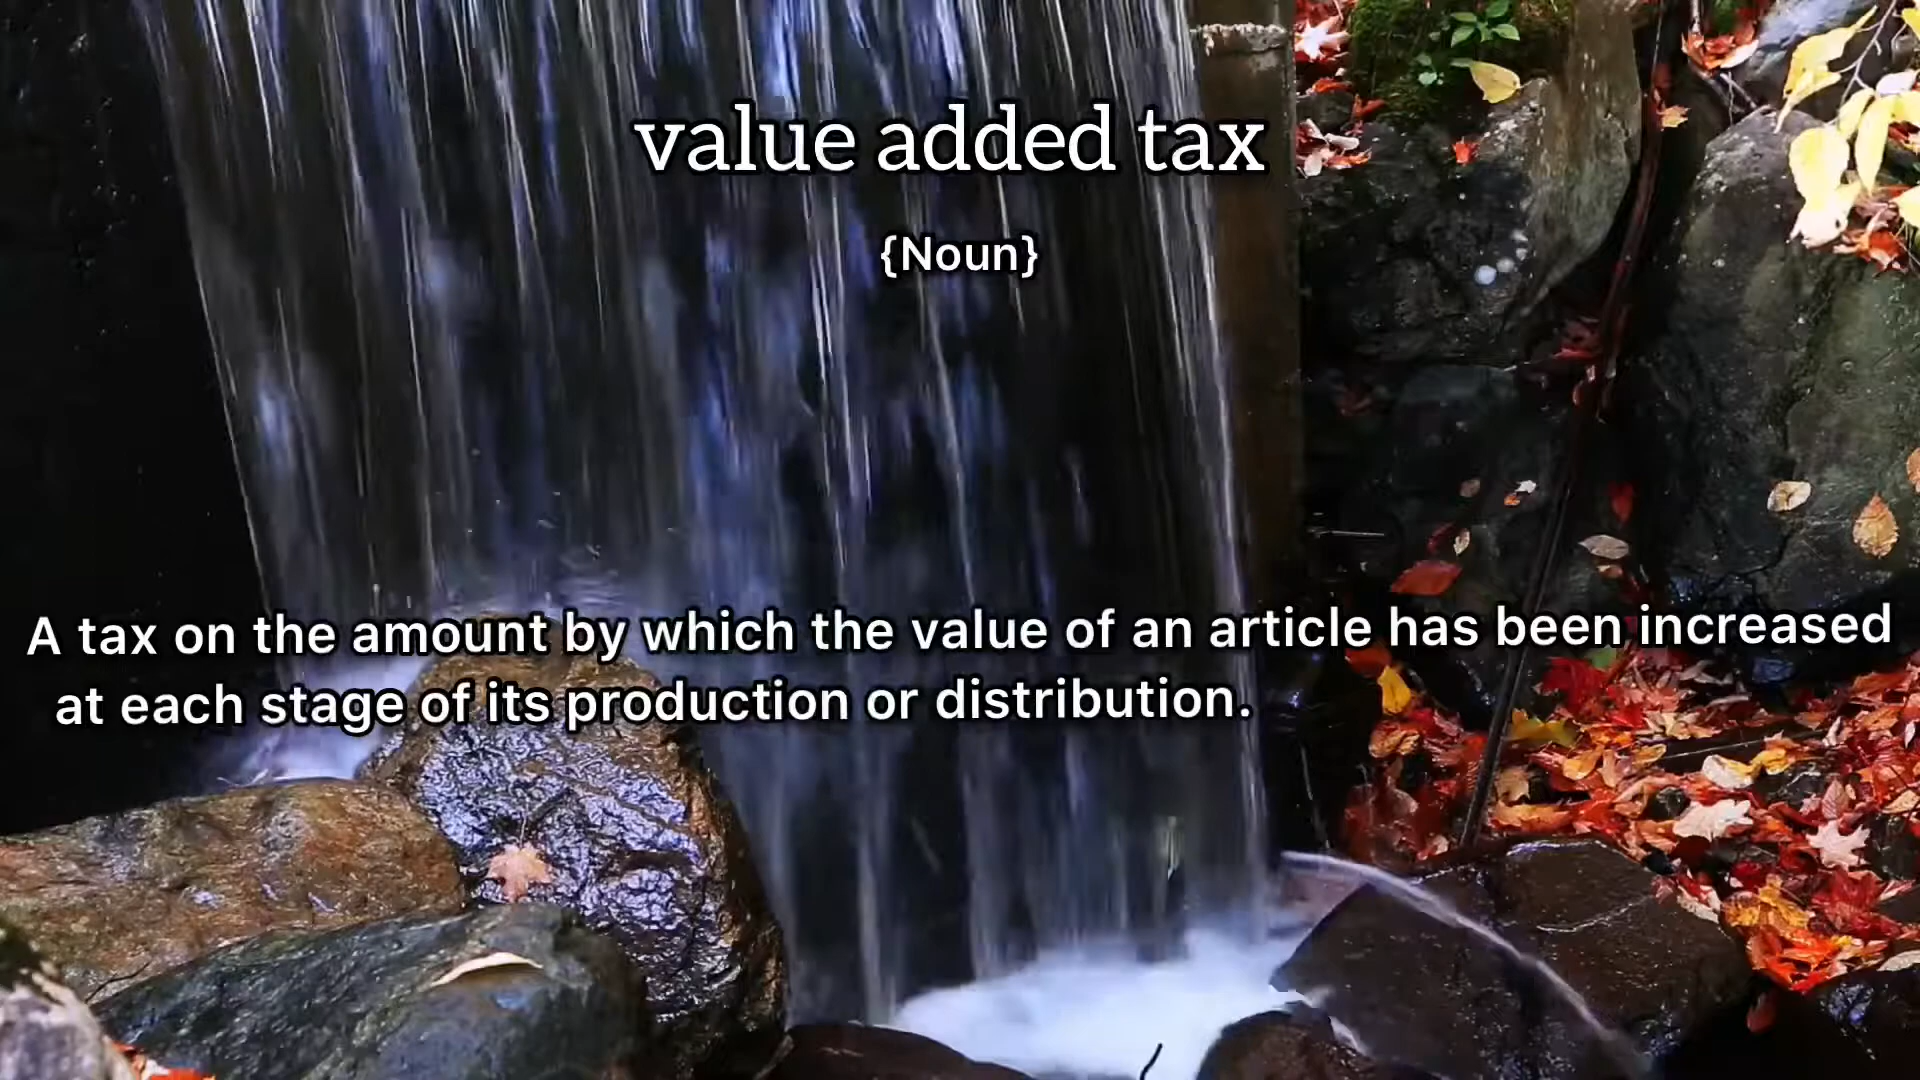 value added tax
{Noun}
A tax on the amount by which the value of an article has been increased
at each stage of its production or distribution.